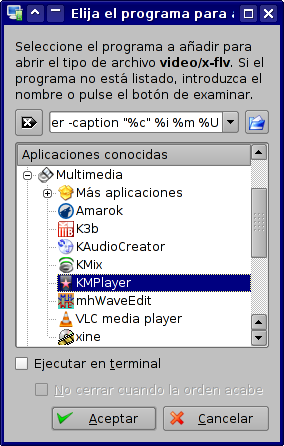 Elija el programa para a
Seleccione el programa a añadir para
abrir el tipo de archivo video/x-flv. Si el
programa no está listado, introduzca el
nombre o pulse el botón de examinar.
er -caption "%c" %i %m %U
Aplicaciones conocidas
Multimedia
Más aplicaciones
Amarok
K3b
KAudioCreator
KMix
KMPlayer
mhWaveEdit
VLC media player
xine
Ejecutar en terminal
No cerrar cuando la orden acabe
Aceptar
Cancelar